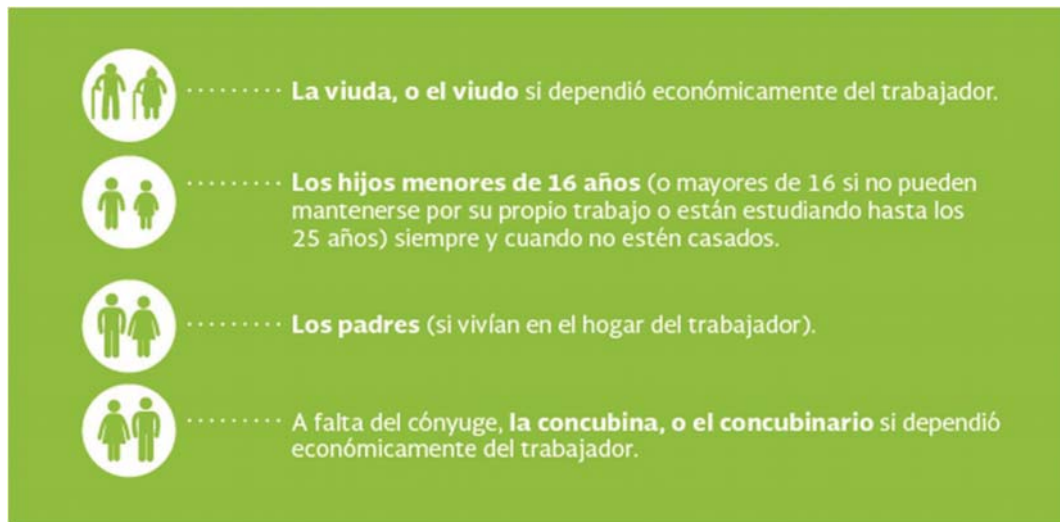 La viuda, o el viudo si dependió económicamente del trabajador.
Los hijos menores de 16 años (o mayores de 16 si no pueden
mantenerse por su propio trabajo o están estudiando hasta los
25 años) siempre y cuando no estén casados.
Los padres (si vivían en el hogar del trabajador).
A falta del cónyuge, la concubina, o el concubinario si dependió
económicamente del trabajador.